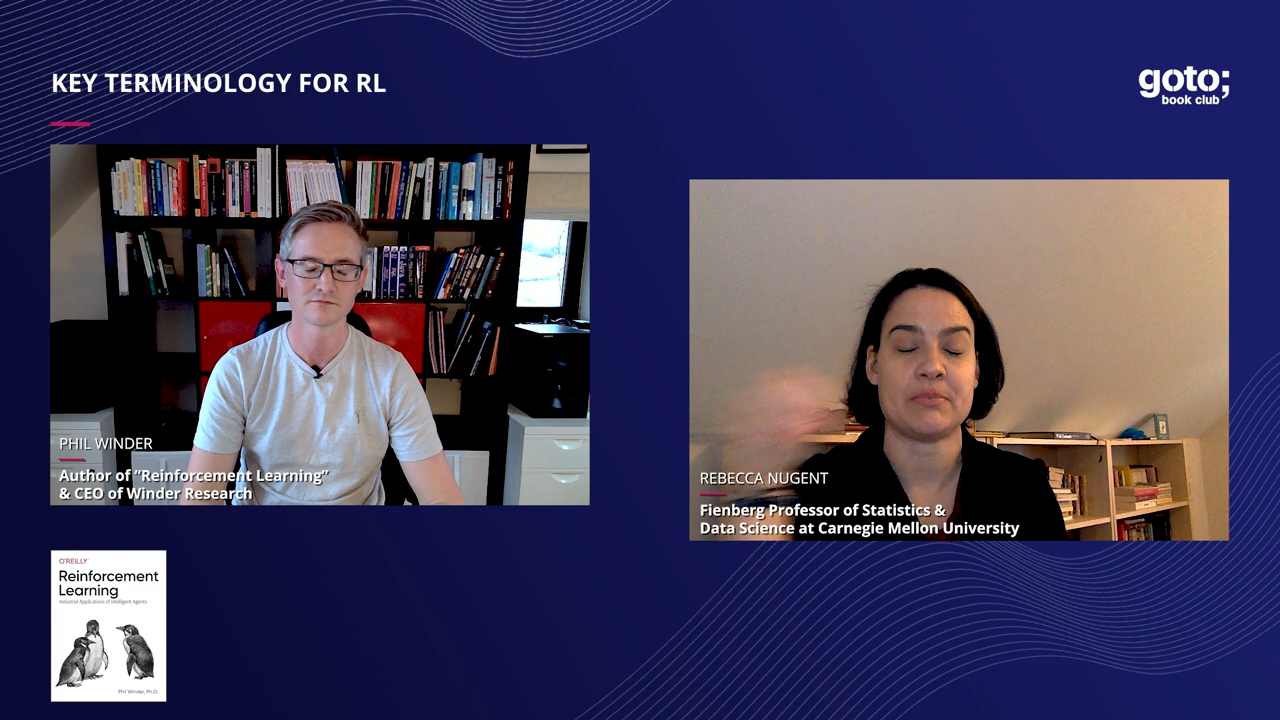 KEY TERMINOLOGY FOR RL
goto;
book club
PHIL WINDER
Author of “Reinforcement Learning”
& CEO of Winder Research
REBECCA NUGENT
Fienberg Professor of Statistics &
Data Science at Carnegie Mellon University
O'REILLY
Reinforcement
Learning
Industrial Applications of Intelligent Agents
Phil Winder, Ph.D.